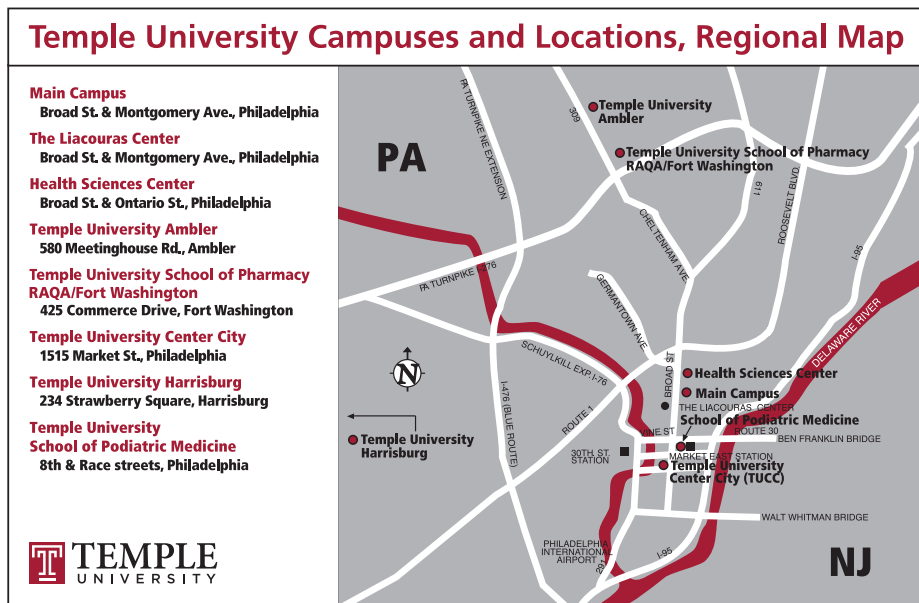 Temple University Campuses and Locations, Regional Map
Main Campus
Broad St. & Montgomery Ave., Philadelphia
The Liacouras Center
Broad St. & Montgomery Ave., Philadelphia
Health Sciences Center
Broad St. & Ontario St., Philadelphia
Temple University Ambler
580 Meetinghouse Rd., Ambler
Temple University School of Pharmacy
RAQA/Fort Washington
425 Commerce Drive, Fort Washington
Temple University Center City
1515 Market St., Philadelphia
Temple University Harrisburg
234 Strawberry Square, Harrisburg
Temple University
School of Podiatric Medicine
8th & Race streets, Philadelphia
T TEMPLE
UNIVERSITY
PA
PA TURNPIKE NE EXTENSION
309
Temple University
Ambler
Temple University School of Pharmacy
RAQA/Fort Washington
I-19
ROOSEVELT BLVD.
I-95
CHELTENHAM AVE.
PA TURNPIKE I-276
GERMANTOWN AVE.
DELAWARE RIVER
SCHUYLKILL EXP. I-76
N
I-476 (BLUE ROUTE)
ROUTE 1
BROAD ST
Health Sciences Center
Main Campus
THE LIACOURAS CENTER
School of Podiatric Medicine
ROUTE 30
BEN FRANKLIN BRIDGE
INE ST.
Temple University
Harrisburg
30TH. ST.
STATION
MARKET EAST STATION
Temple University
Center City (TUCC)
WALT WHITMAN BRIDGE
PHILADELPHIA
INTERNATIONAL
AIRPORT
291
I-95
NJ